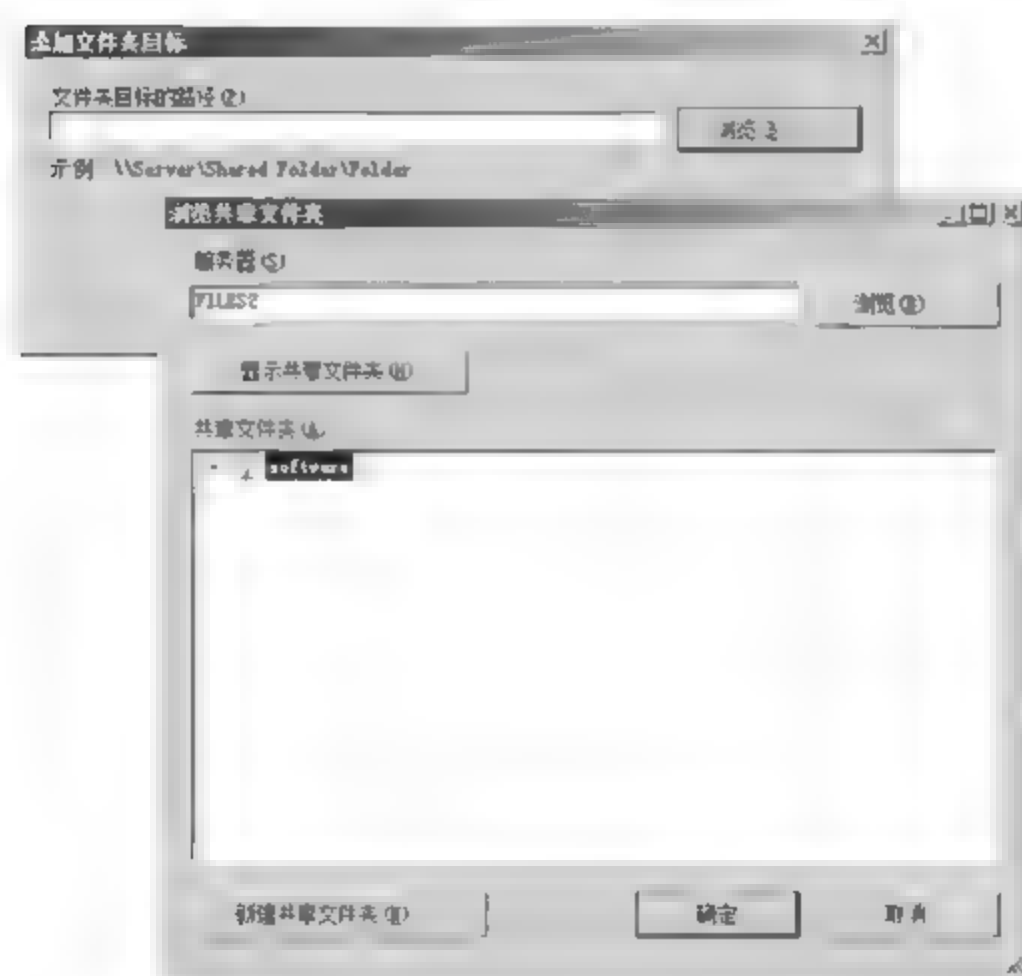 添加文件夹目标
文件夹目标的路径(P)
浏览
示例 \\Server\Shared Folder\Folder
浏览共享文件夹
服务器(S)
浏览(B)
显示共享文件夹(H)
共享文件夹(A)
software
新建共享文件夹(N)
确定
取消